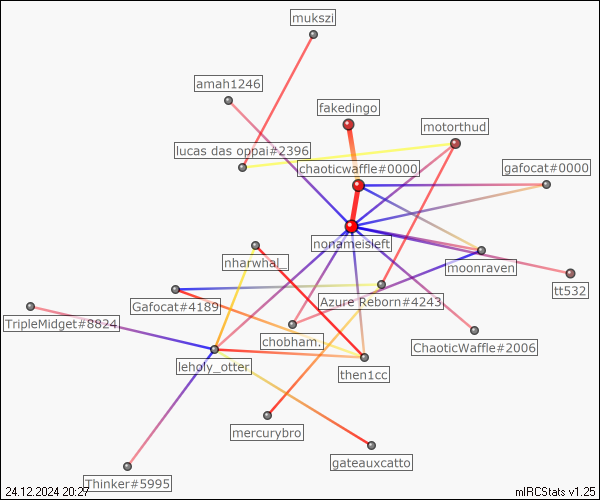 mukszi
amah1246
fakedingo
motorthud
lucas das oppai#2396
chaoticwaffle#0000
gafocat#0000
nonameisleft
nharwhal_
moonraven
tt532
Gafocat#4189
Azure Reborn#4243
TripleMidget#8824
chobham.
ChaoticWaffle#2006
leholy_otter
then1cc
mercurybro
gateauxcatto
Thinker#5995
24.12.2024 20:27
mIRCStats v1.25